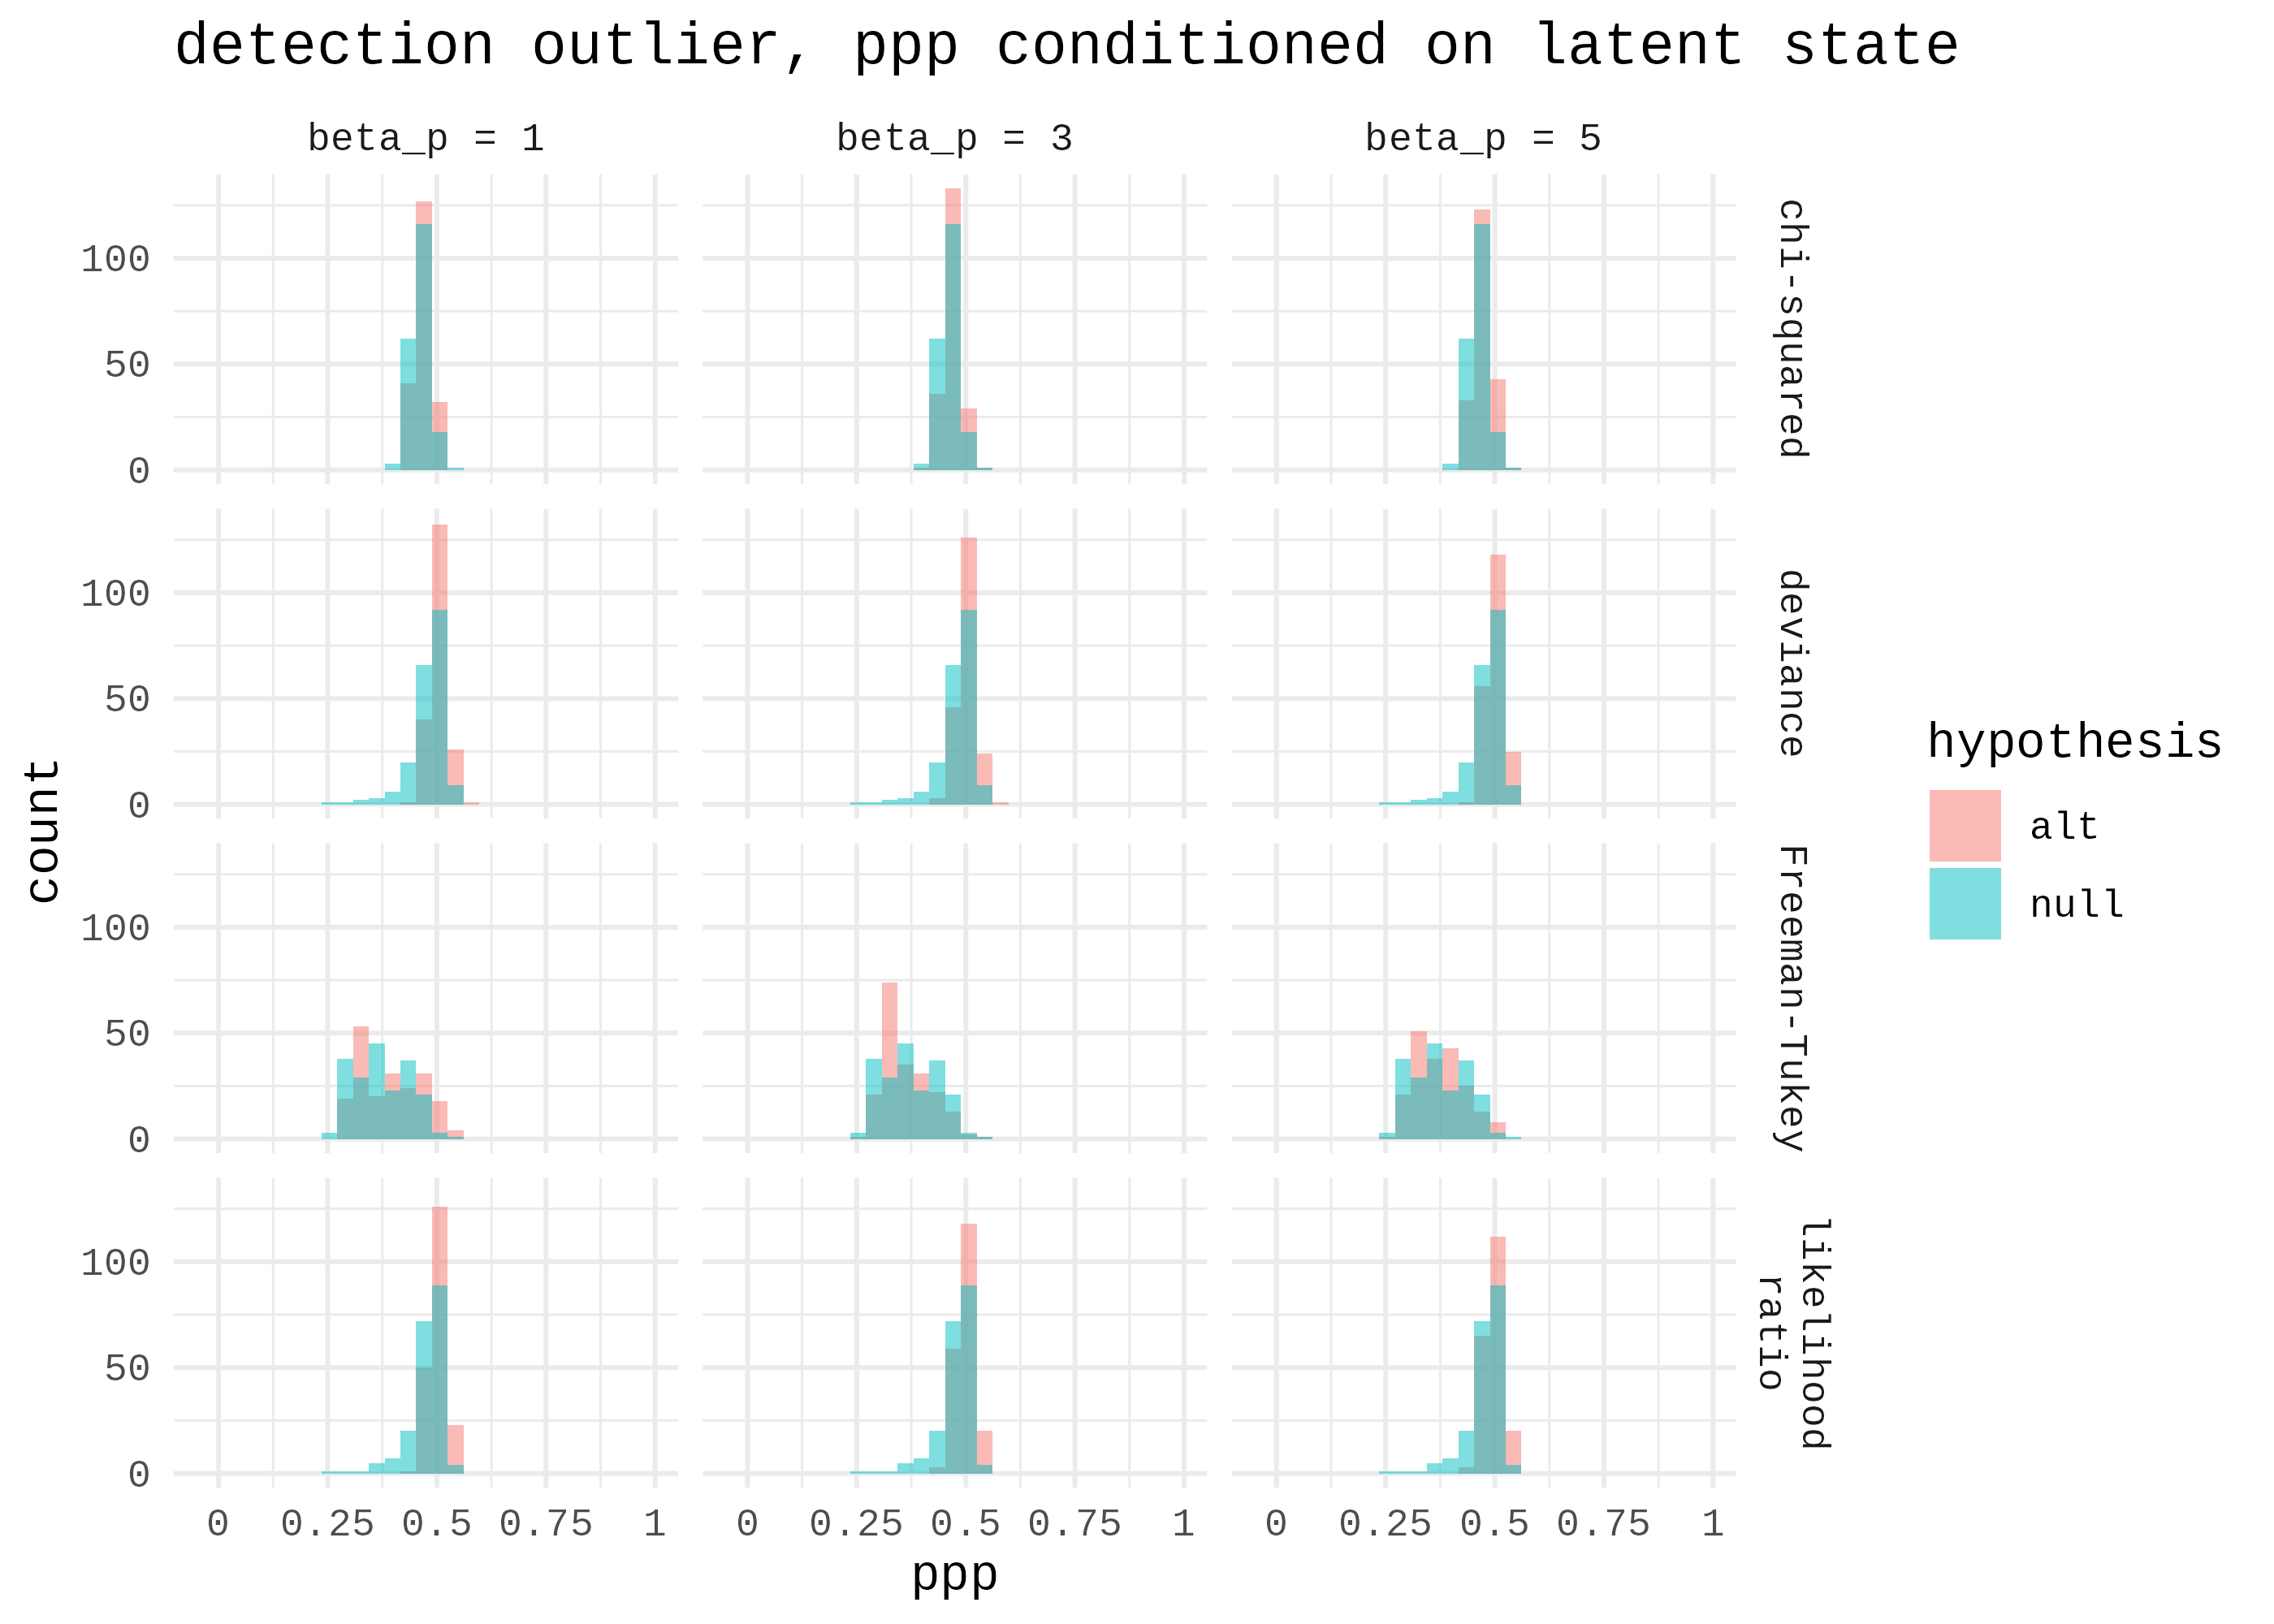 detection outlier, ppp conditioned on latent state
beta_p = 1
beta_p = 3
beta_p = 5
100
50
0
chi-squared
100
50
0
deviance
100
50
0
Freeman-Tukey
100
50
0
likelihood
ratio
0 0.25 0.5 0.75 1
0 0.25 0.5 0.75 1
0 0.25 0.5 0.75 1
ppp
count
hypothesis
alt
null